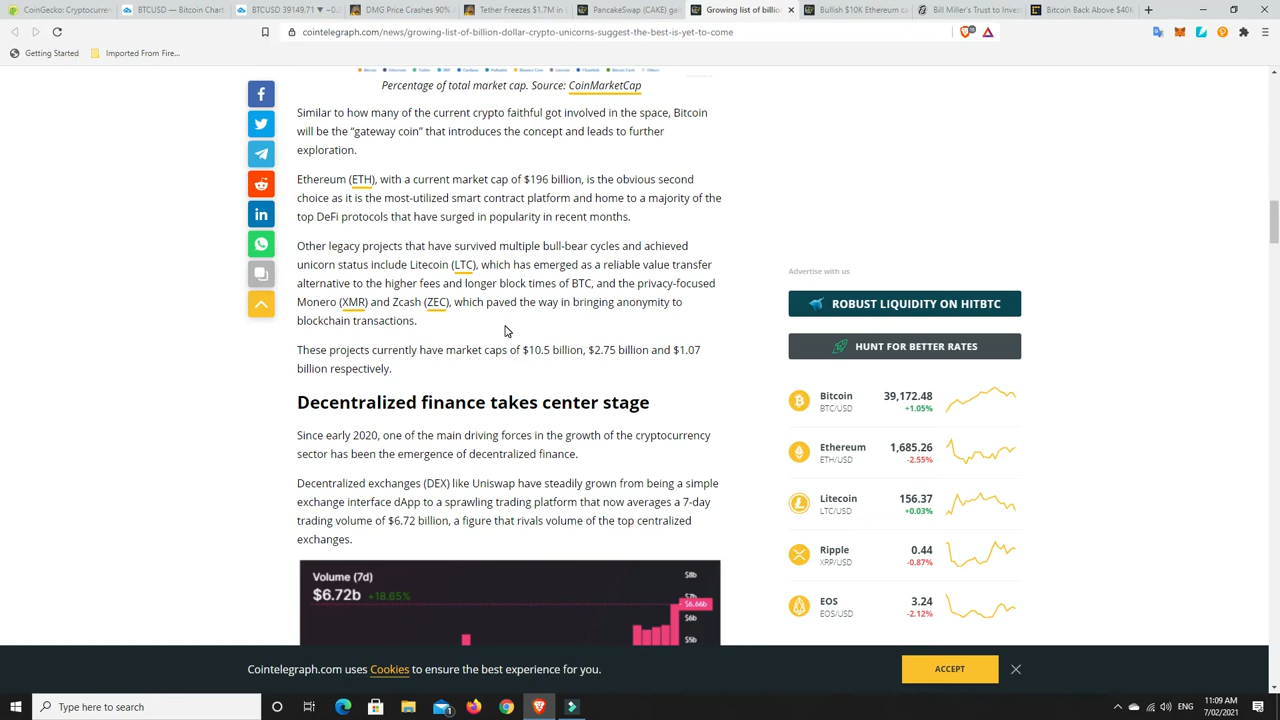 CoinGecko: Cryptocurren
BTCUSD — Bitcoin Chart
BTCUSD 39149.71 ▼ −0.
DMG Price Crashes 90%
Tether Freezes $1.7M in
PancakeSwap (CAKE) gai
Growing list of billio
Bullish $10K Ethereum ca
Bill Miller's Trust to Inves
Bitcoin Back Above $40K
cointelegraph.com/news/growing-list-of-billion-dollar-crypto-unicorns-suggest-the-best-is-yet-to-come
Getting Started
Imported From Fire...
Percentage of total market cap. Source: CoinMarketCap
Similar to how many of the current crypto faithful got involved in the space, Bitcoin
will be the “gateway coin” that introduces the concept and leads to further
exploration.
Ethereum (ETH), with a current market cap of $196 billion, is the obvious second
choice as it is the most-utilized smart contract platform and home to a majority of the
top DeFi protocols that have surged in popularity in recent months.
Other legacy projects that have survived multiple bull-bear cycles and achieved
unicorn status include Litecoin (LTC), which has emerged as a reliable value transfer
alternative to the higher fees and longer block times of BTC, and the privacy-focused
Monero (XMR) and Zcash (ZEC), which paved the way in bringing anonymity to
blockchain transactions.
These projects currently have market caps of $10.5 billion, $2.75 billion and $1.07
billion respectively.
Decentralized finance takes center stage
Since early 2020, one of the main driving forces in the growth of the cryptocurrency
sector has been the emergence of decentralized finance.
Decentralized exchanges (DEX) like Uniswap have steadily grown from being a simple
exchange interface dApp to a sprawling trading platform that now averages a 7-day
trading volume of $6.72 billion, a figure that rivals volume of the top centralized
exchanges.
Volume (7d)
$6.72b +18.65%
$8b
$7b
$6.66b
$6b
$5b
Advertise with us
ROBUST LIQUIDITY ON HITBTC
HUNT FOR BETTER RATES
Bitcoin 39,172.48
BTC/USD +1.05%
Ethereum 1,685.26
ETH/USD -2.55%
Litecoin 156.37
LTC/USD +0.03%
Ripple 0.44
XRP/USD -0.87%
EOS 3.24
EOS/USD -2.12%
Cointelegraph.com uses Cookies to ensure the best experience for you.
ACCEPT
Type here to search
ENG
11:09 AM
7/02/2021